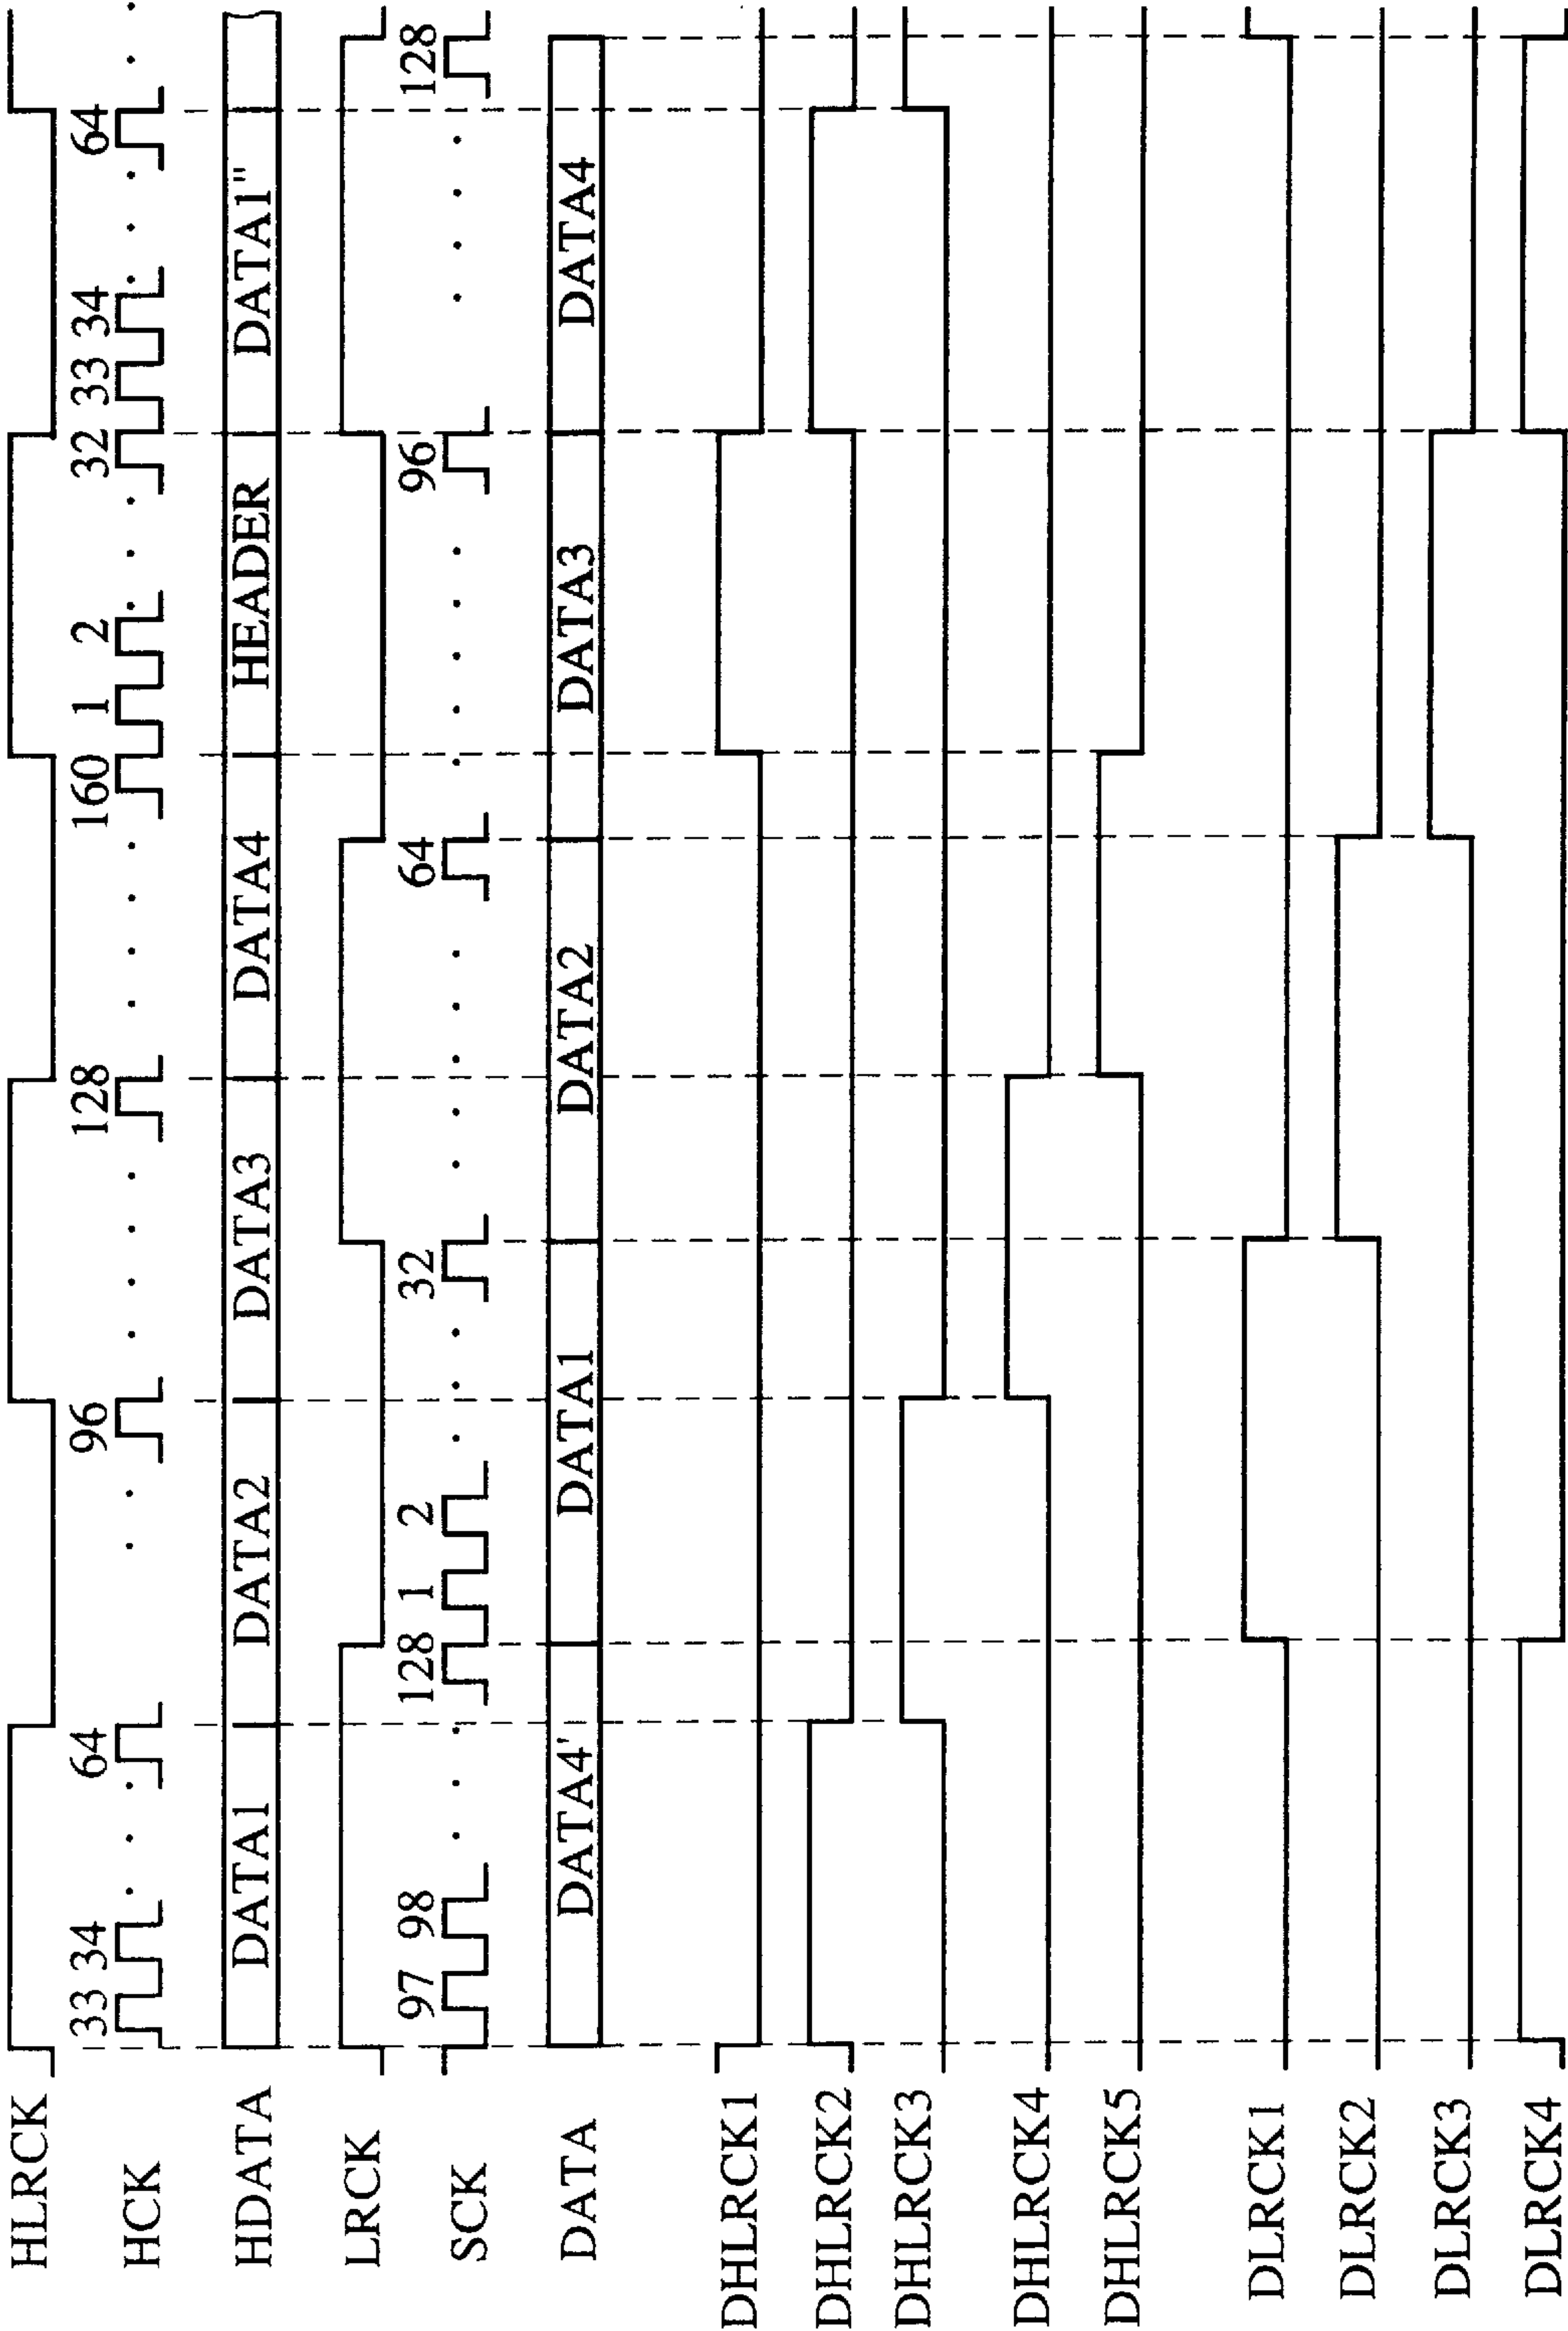 HLRCK
HCK 33 34 64 96 128 160 1 2 32 33 34 64
HDATA DATA1 DATA2 DATA3 DATA4 HEADER DATA1"
LRCK
SCK 97 98 128 1 2 32 64 96 128
DATA DATA4' DATA1 DATA2 DATA3 DATA4
DHLRCK1
DHLRCK2
DHLRCK3
DHLRCK4
DHLRCK5
DLRCK1
DLRCK2
DLRCK3
DLRCK4